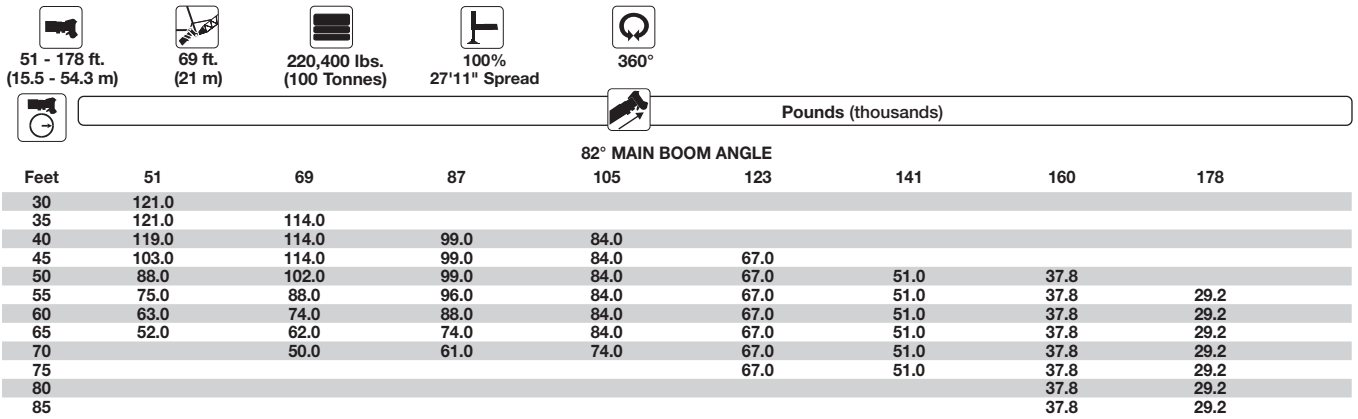 51 - 178 ft. 69 ft. 220,400 lbs. 100% 360°
(15.5 - 54.3 m) (21 m) (100 Tonnes) 27'11" Spread
Pounds (thousands)
82° MAIN BOOM ANGLE
Feet 51 69 87 105 123 141 160 178
30 121.0
35 121.0 114.0
40 119.0 114.0 99.0 84.0
45 103.0 114.0 99.0 84.0 67.0
50 88.0 102.0 99.0 84.0 67.0 51.0 37.8
55 75.0 88.0 96.0 84.0 67.0 51.0 37.8 29.2
60 63.0 74.0 88.0 84.0 67.0 51.0 37.8 29.2
65 52.0 62.0 74.0 84.0 67.0 51.0 37.8 29.2
70 50.0 61.0 74.0 67.0 51.0 37.8 29.2
75 67.0 51.0 37.8 29.2
80 37.8 29.2
85 37.8 29.2